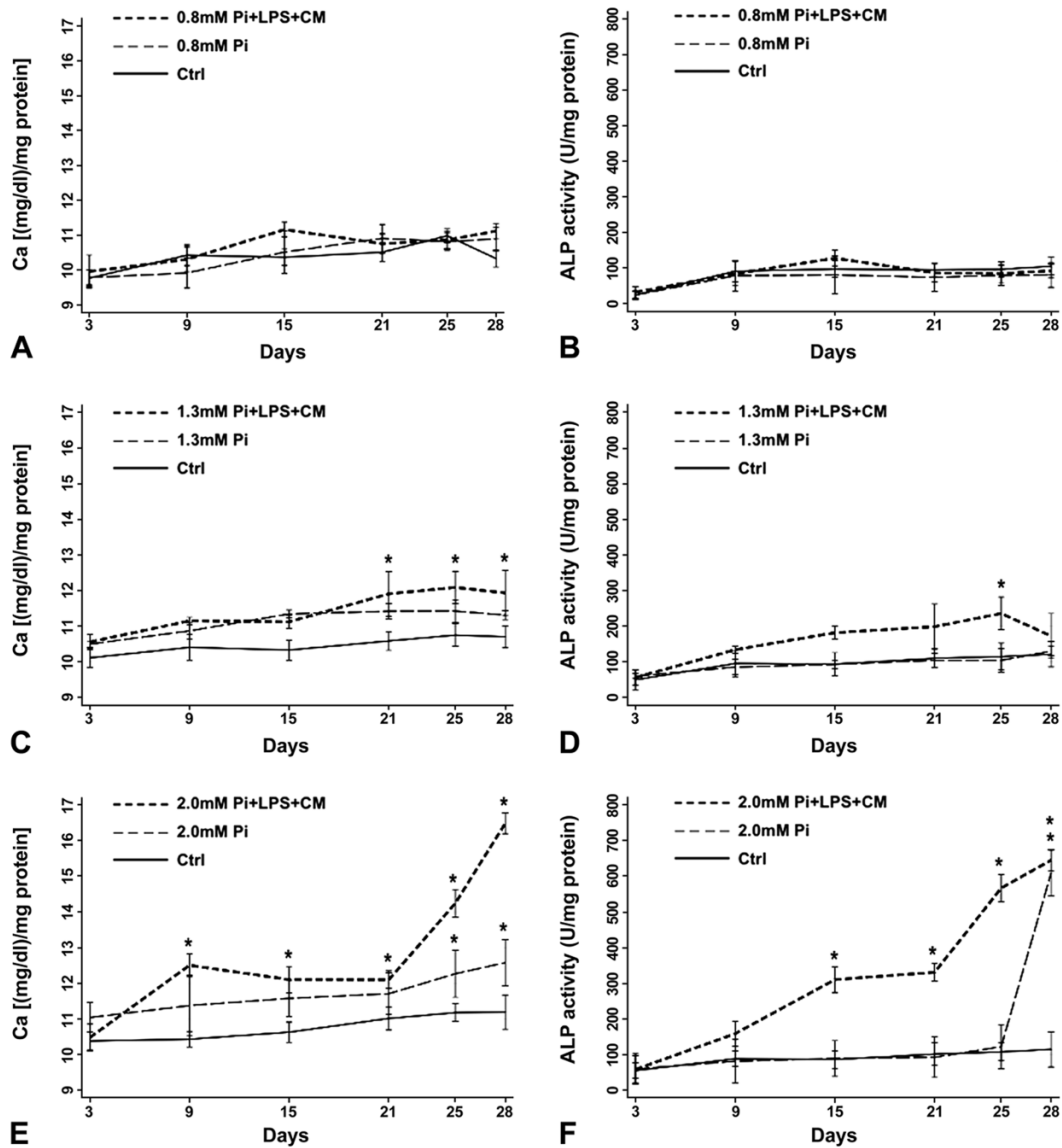 0.8mM Pi+LPS+CM
0.8mM Pi
Ctrl
Ca [(mg/dl)/mg protein]
17
16
15
14
13
12
11
10
9
3 9 15 21 25 28
Days
A
0.8mM Pi+LPS+CM
0.8mM Pi
Ctrl
ALP activity (U/mg protein)
800
700
600
500
400
300
200
100
0
3 9 15 21 25 28
Days
B
1.3mM Pi+LPS+CM
1.3mM Pi
Ctrl
Ca [(mg/dl)/mg protein]
17
16
15
14
13
12
11
10
9
* * *
3 9 15 21 25 28
Days
C
1.3mM Pi+LPS+CM
1.3mM Pi
Ctrl
ALP activity (U/mg protein)
800
700
600
500
400
300
200
100
0
*
3 9 15 21 25 28
Days
D
2.0mM Pi+LPS+CM
2.0mM Pi
Ctrl
Ca [(mg/dl)/mg protein]
17
16
15
14
13
12
11
10
9
*
*
*
* * * *
3 9 15 21 25 28
Days
E
2.0mM Pi+LPS+CM
2.0mM Pi
Ctrl
ALP activity (U/mg protein)
800
700
600
500
400
300
200
100
0
*
*
*
* *
3 9 15 21 25 28
Days
F